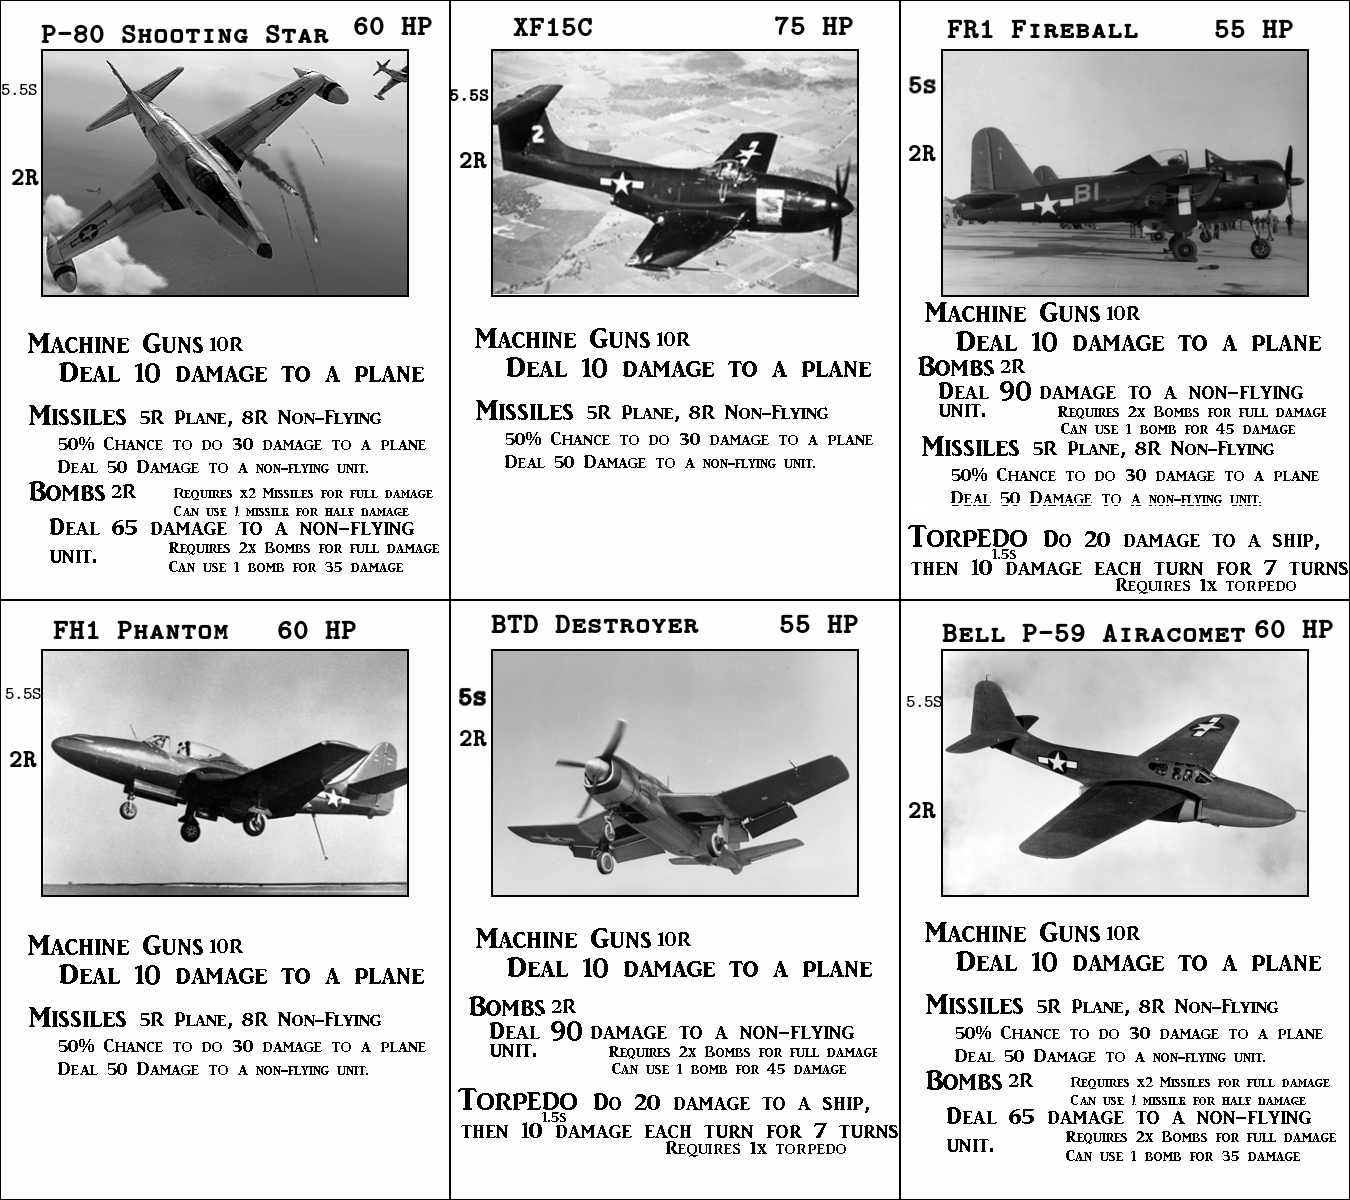 P-80 Shooting Star 60 HP
5.5S
2R
Machine Guns 10R
Deal 10 damage to a plane
Missiles 5R Plane, 8R Non-Flying
50% Chance to do 30 damage to a plane
Deal 50 Damage to a non-flying unit.
Bombs 2R Requires x2 Missiles for full damage
Can use 1 missile for half damage
Deal 65 damage to a non-flying
unit. Requires 2x Bombs for full damage
Can use 1 bomb for 35 damage
XF15C 75 HP
5.5S
2R
2
Machine Guns 10R
Deal 10 damage to a plane
Missiles 5R Plane, 8R Non-Flying
50% Chance to do 30 damage to a plane
Deal 50 Damage to a non-flying unit.
FR1 Fireball 55 HP
5s
2R
B1
Machine Guns 10R
Deal 10 damage to a plane
Bombs 2R
Deal 90 damage to a non-flying
unit. Requires 2x Bombs for full damage
Can use 1 bomb for 45 damage
Missiles 5R Plane, 8R Non-Flying
50% Chance to do 30 damage to a plane
Deal 50 Damage to a non-flying unit.
Torpedo Do 20 damage to a ship,
1.5S
then 10 damage each turn for 7 turns
Requires 1x torpedo
FH1 Phantom 60 HP
5.5S
2R
Machine Guns 10R
Deal 10 damage to a plane
Missiles 5R Plane, 8R Non-Flying
50% Chance to do 30 damage to a plane
Deal 50 Damage to a non-flying unit.
BTD Destroyer 55 HP
5s
2R
Machine Guns 10R
Deal 10 damage to a plane
Bombs 2R
Deal 90 damage to a non-flying
unit. Requires 2x Bombs for full damage
Can use 1 bomb for 45 damage
Torpedo Do 20 damage to a ship,
1.5S
then 10 damage each turn for 7 turns
Requires 1x torpedo
Bell P-59 Airacomet 60 HP
5.5S
2R
Machine Guns 10R
Deal 10 damage to a plane
Missiles 5R Plane, 8R Non-Flying
50% Chance to do 30 damage to a plane
Deal 50 Damage to a non-flying unit.
Bombs 2R Requires x2 Missiles for full damage
Can use 1 missile for half damage
Deal 65 damage to a non-flying
unit. Requires 2x Bombs for full damage
Can use 1 bomb for 35 damage